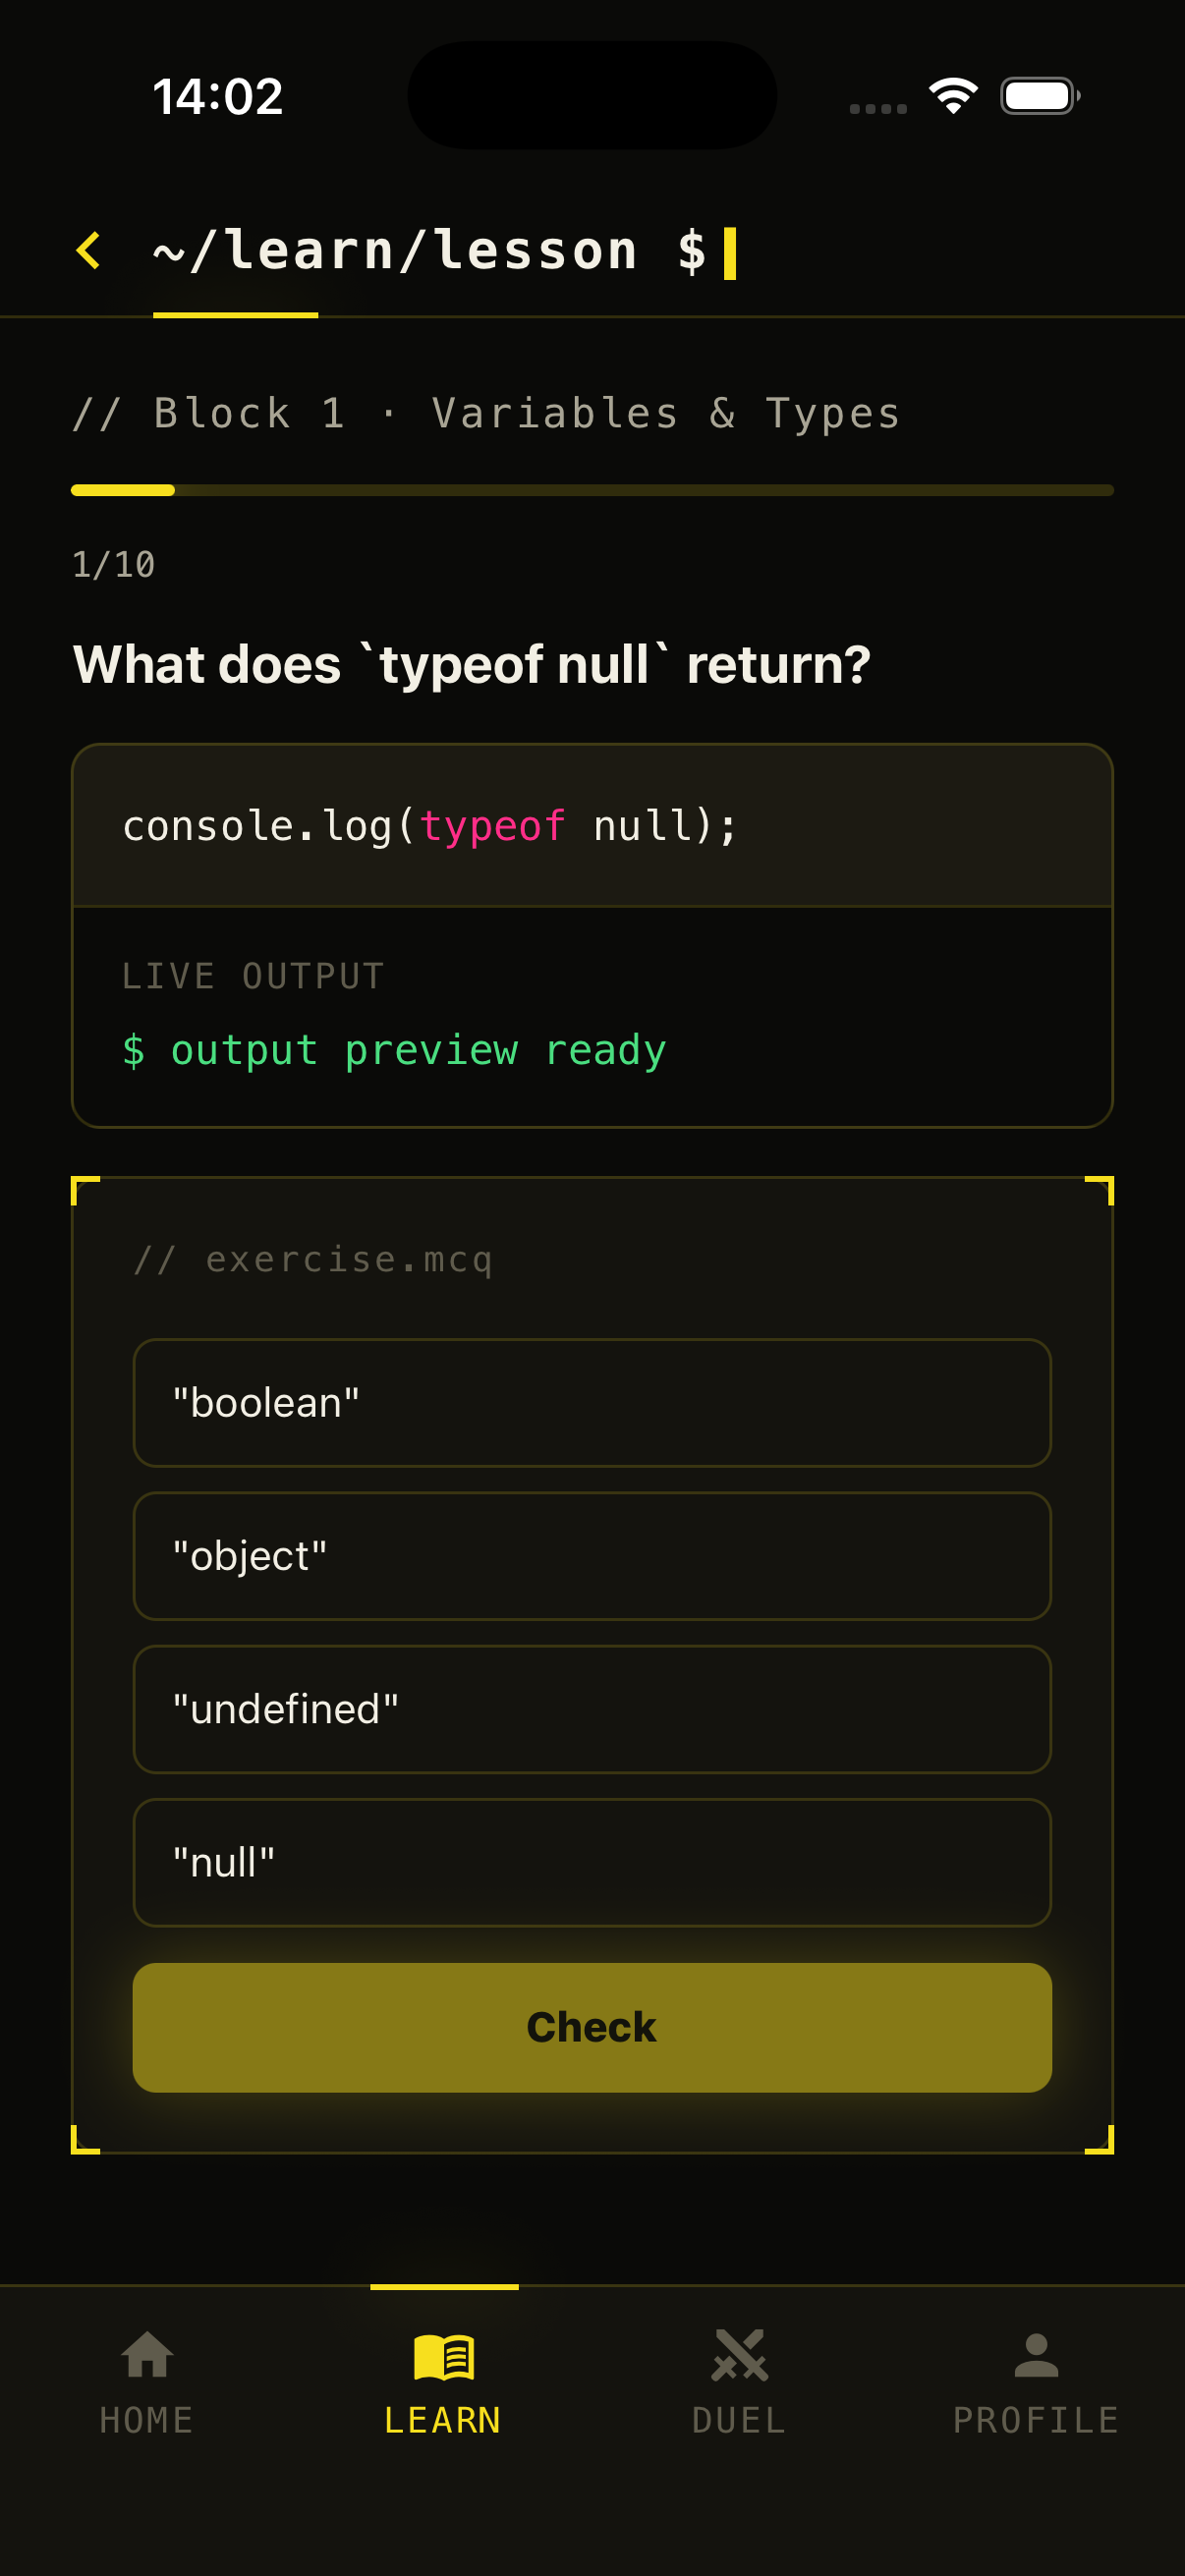 14:02
~/learn/lesson $
// Block 1 · Variables & Types
1/10
What does `typeof null` return?
console.log(typeof null);
LIVE OUTPUT
$ output preview ready
// exercise.mcq
"boolean"
"object"
"undefined"
"null"
Check
HOME LEARN DUEL PROFILE